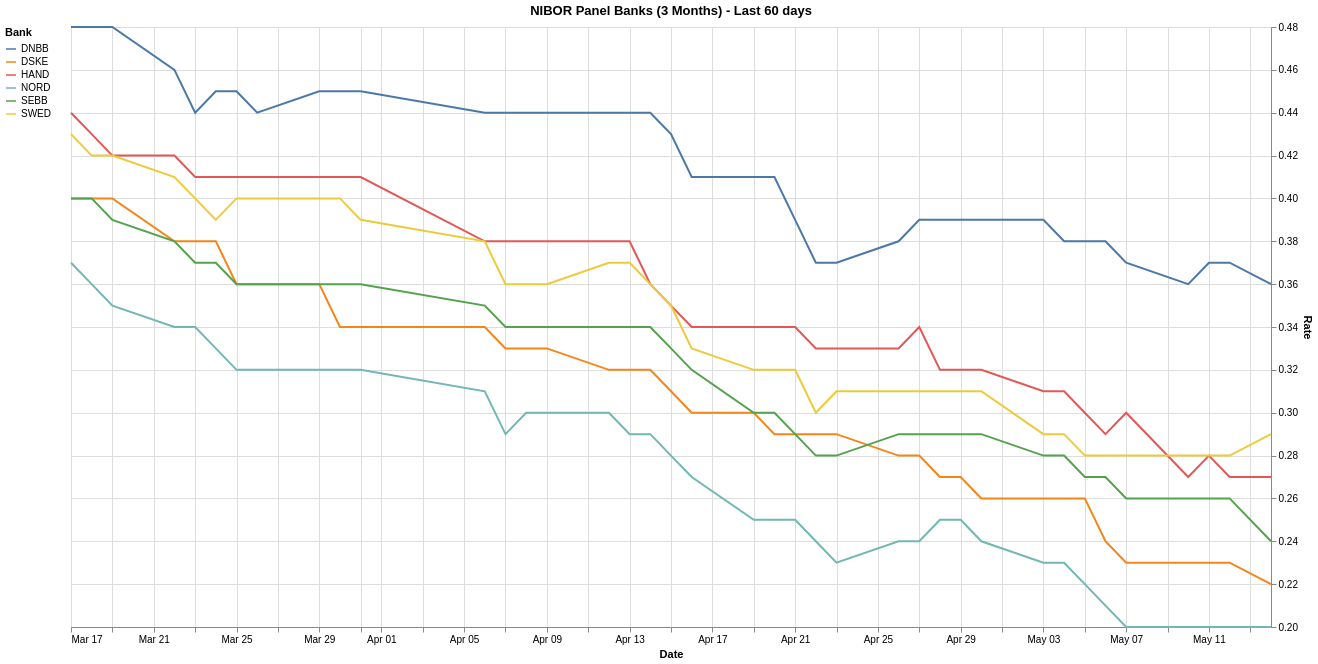 NIBOR Panel Banks (3 Months) - Last 60 days
Bank
DNBB
DSKE
HAND
NORD
SEBB
SWED
0.48
0.46
0.44
0.42
0.40
0.38
0.36
0.34
0.32
0.30
0.28
0.26
0.24
0.22
0.20
Rate
Mar 17 Mar 21 Mar 25 Mar 29 Apr 01 Apr 05 Apr 09 Apr 13 Apr 17 Apr 21 Apr 25 Apr 29 May 03 May 07 May 11
Date